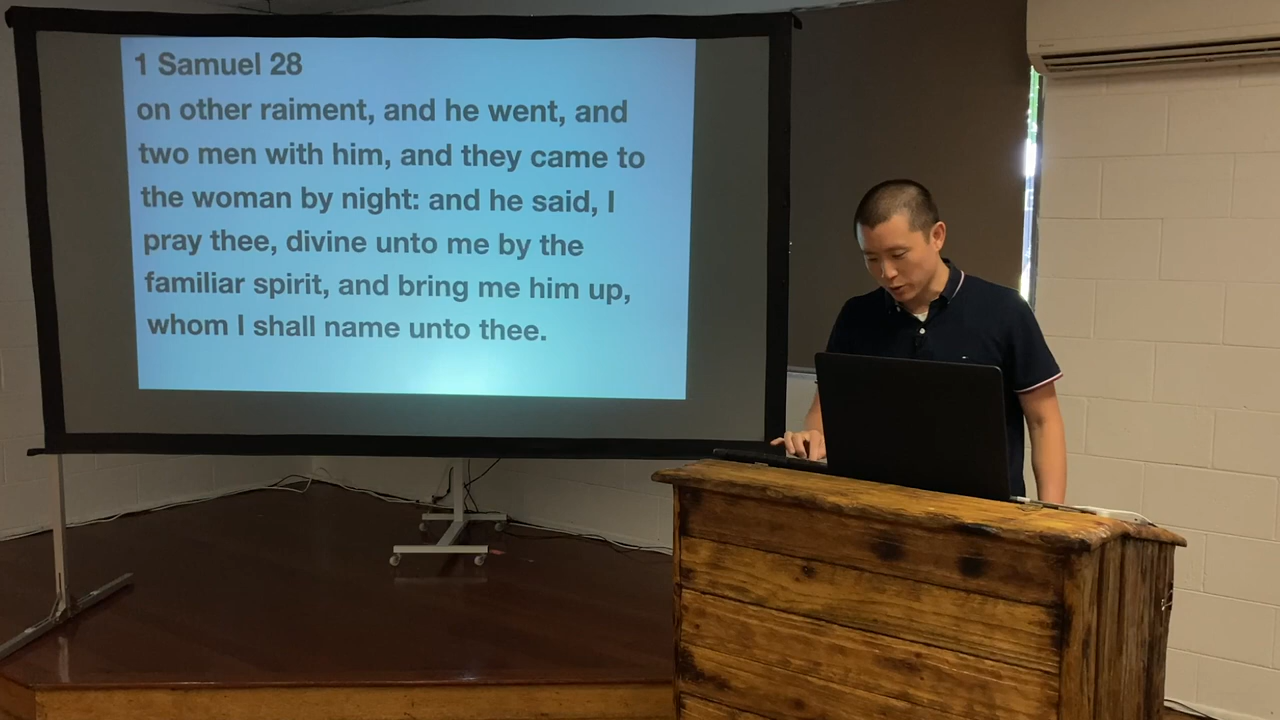 1 Samuel 28
on other raiment, and he went, and
two men with him, and they came to
the woman by night: and he said, I
pray thee, divine unto me by the
familiar spirit, and bring me him up,
whom I shall name unto thee.